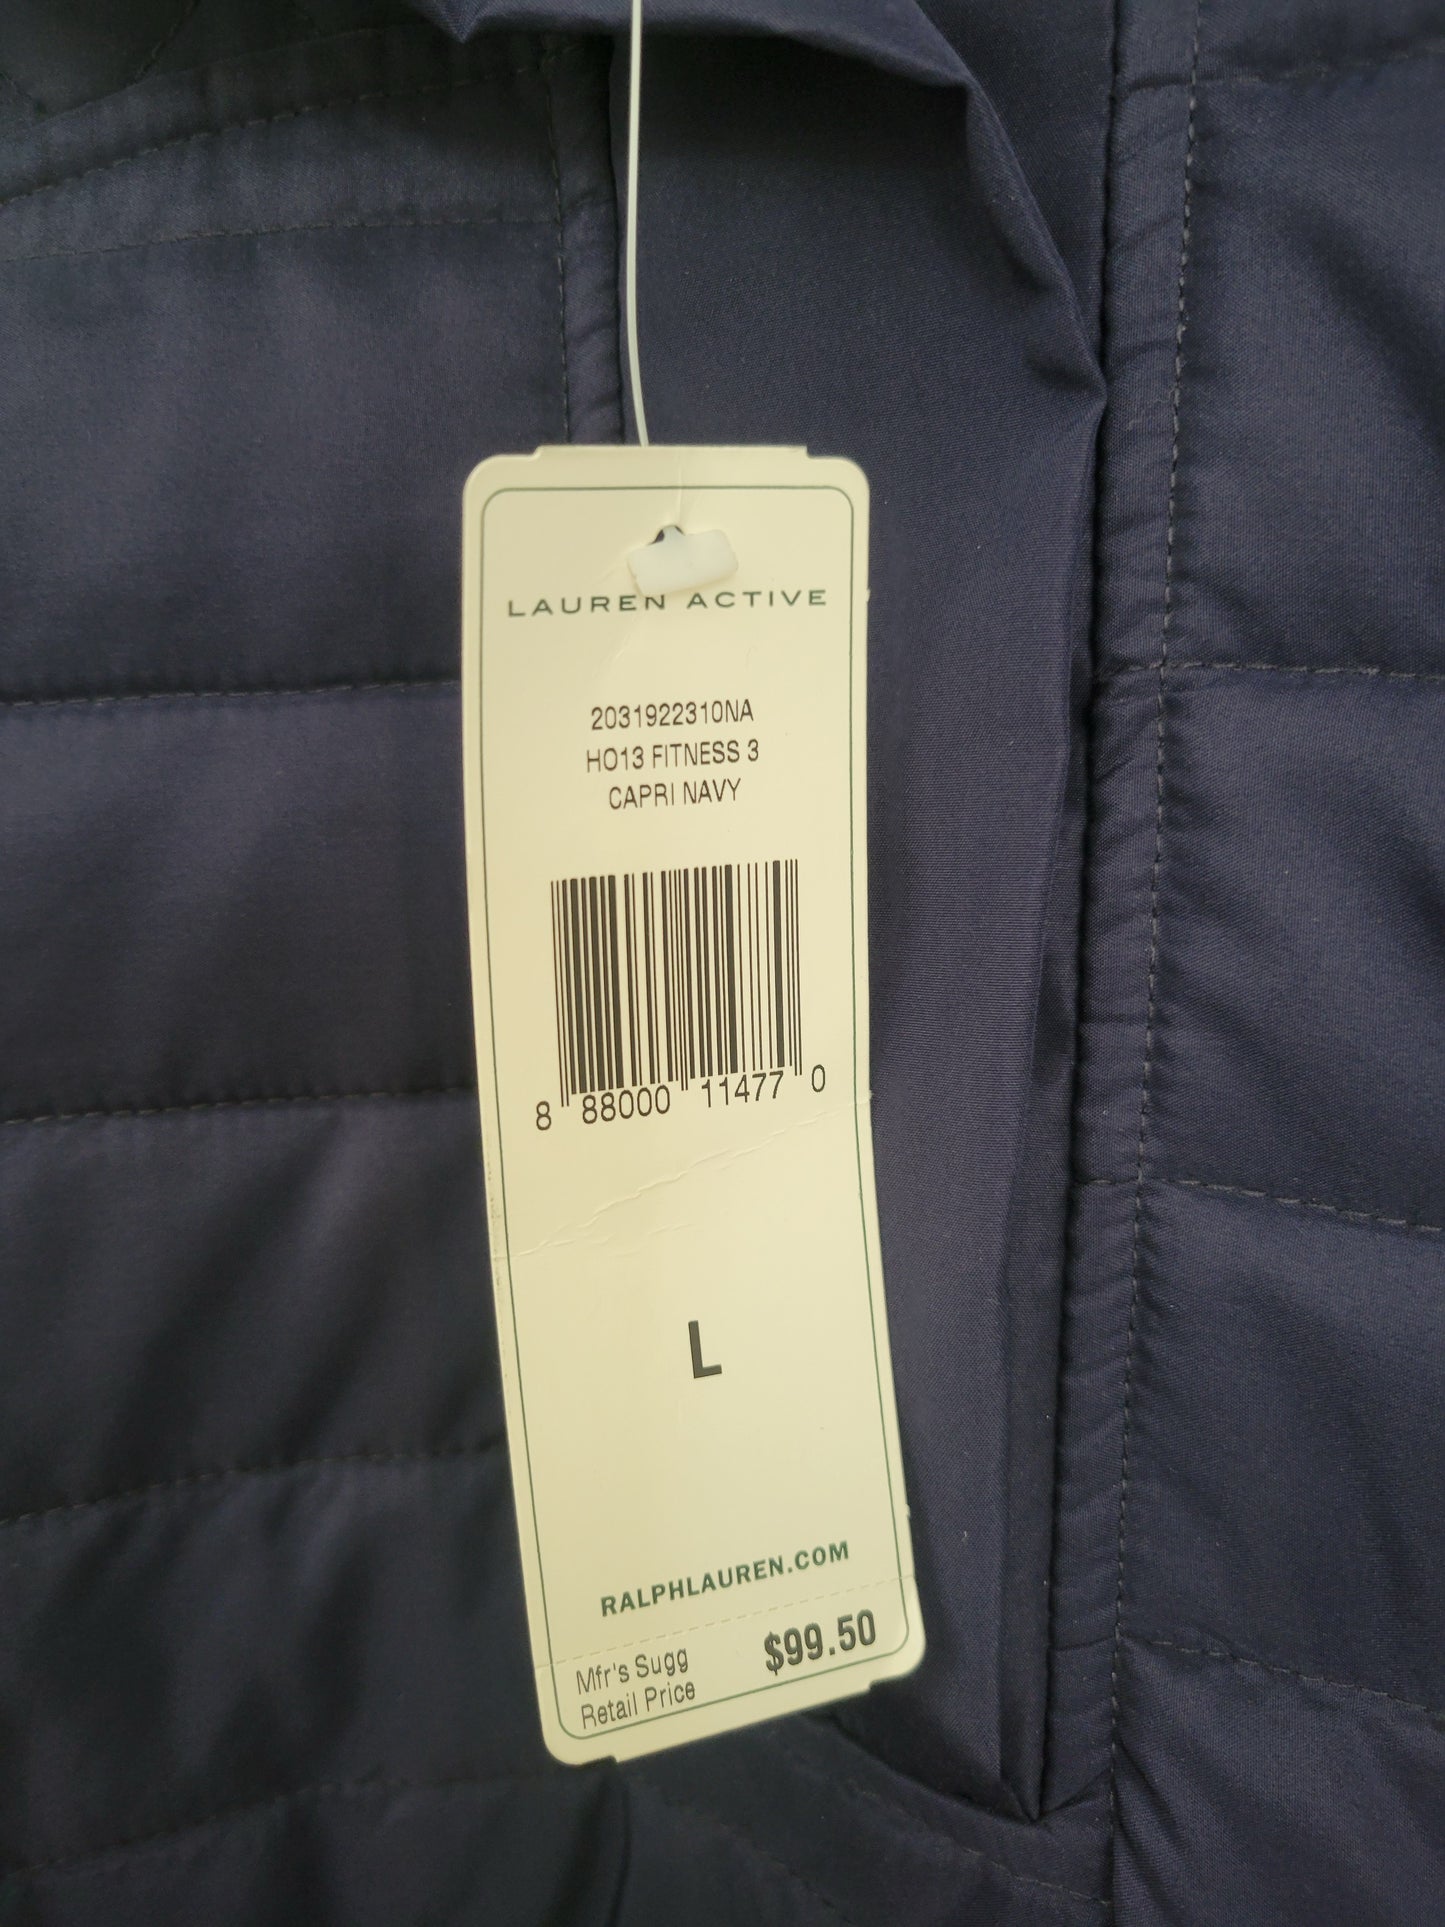 LAUREN ACTIVE
2031922310NA
HO13 FITNESS 3
CAPRI NAVY
8 88000 11477 0
L
RALPHLAUREN.COM
Mfr's Sugg
Retail Price
$99.50